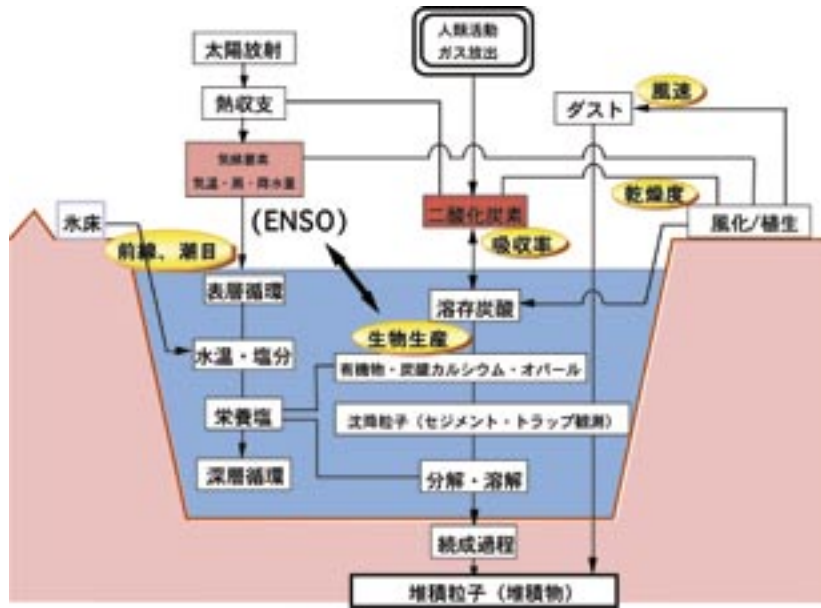 人類活動
ガス放出
太陽放射
熱収支
ダスト
風速
気候要素
気温・風・降水量
二酸化炭素
乾燥度
氷床
(ENSO)
吸収率
風化/植生
前線、潮目
表層循環
溶存炭酸
生物生産
水温・塩分
有機物・炭酸カルシウム・オパール
栄養塩
沈降粒子（セジメント・トラップ観測）
深層循環
分解・溶解
続成過程
堆積粒子（堆積物）